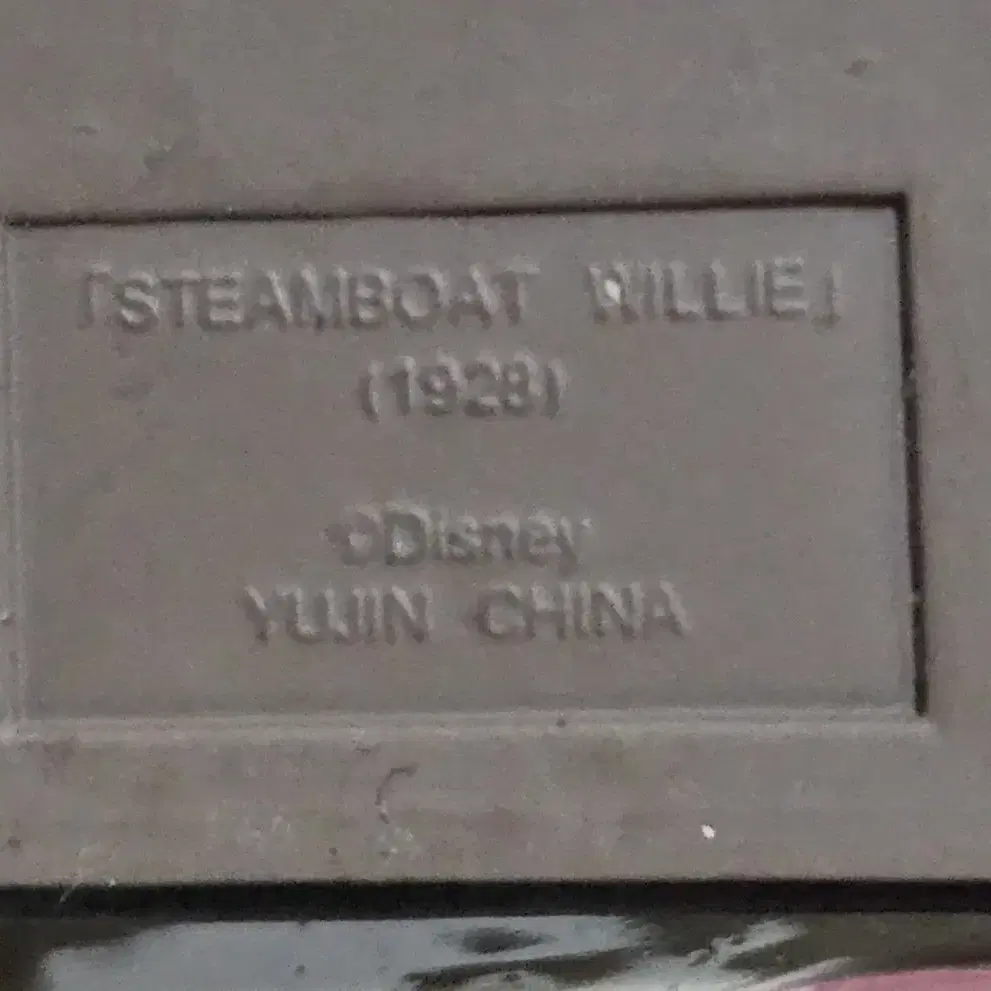 「STEAMBOAT WILLIE」
(1928)
©Disney
YUJIN CHINA